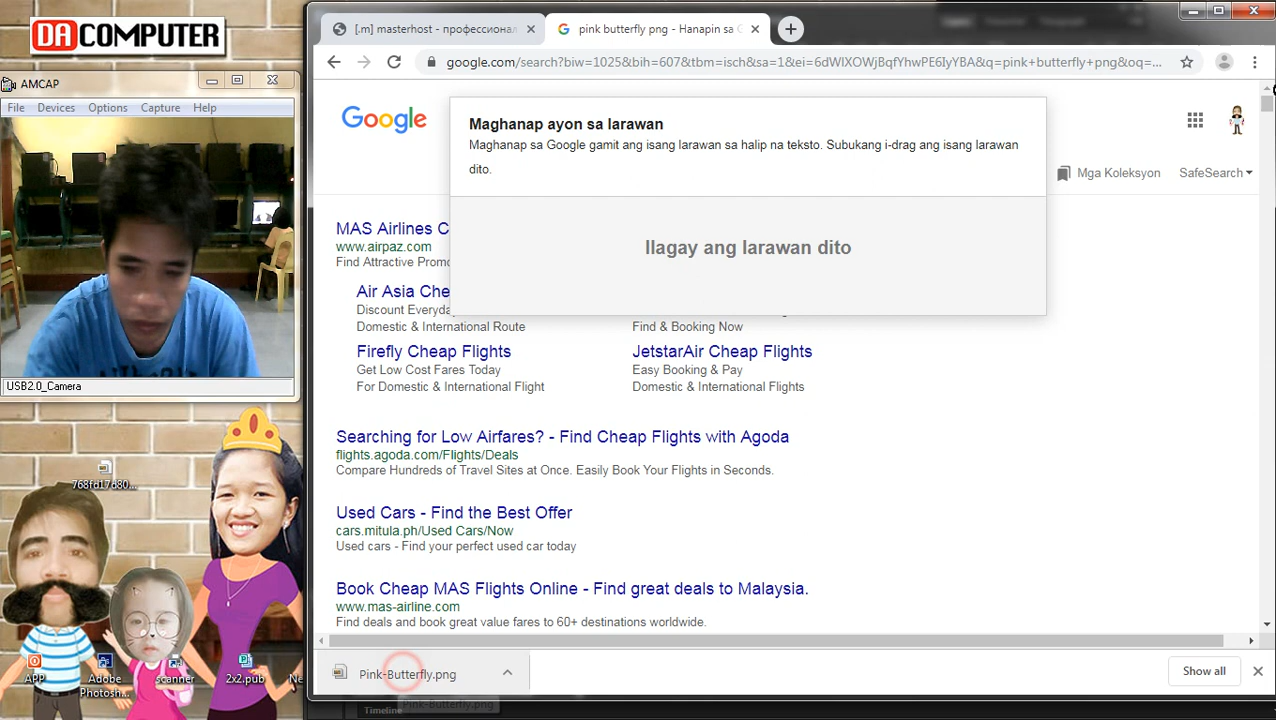 DA COMPUTER
AMCAP
File Devices Options Capture Help
USB2.0_Camera
768fd17d80...
APP
Adobe Photosh...
scanner
2x2.pub
Ne
[.m] masterhost - профессионал
pink butterfly png - Hanapin sa G
google.com/search?biw=1025&bih=607&tbm=isch&sa=1&ei=6dWIXOWjBqfYhwPE6IyYBA&q=pink+butterfly+png&oq=...
Google
Maghanap ayon sa larawan
Maghanap sa Google gamit ang isang larawan sa halip na teksto. Subukang i-drag ang isang larawan
dito.
Mga Koleksyon
SafeSearch
Ilagay ang larawan dito
MAS Airlines C
www.airpaz.com
Find Attractive Promo
Air Asia Che
Discount Everyda
Domestic & International Route
Find & Booking Now
Firefly Cheap Flights
Get Low Cost Fares Today
For Domestic & International Flight
JetstarAir Cheap Flights
Easy Booking & Pay
Domestic & International Flights
Searching for Low Airfares? - Find Cheap Flights with Agoda
flights.agoda.com/Flights/Deals
Compare Hundreds of Travel Sites at Once. Easily Book Your Flights in Seconds.
Used Cars - Find the Best Offer
cars.mitula.ph/Used Cars/Now
Used cars - Find your perfect used car today
Book Cheap MAS Flights Online - Find great deals to Malaysia.
www.mas-airline.com
Find deals and book great value fares to 60+ destinations worldwide.
Pink-Butterfly.png
Show all
Pink-Butterfly.png
Timeline